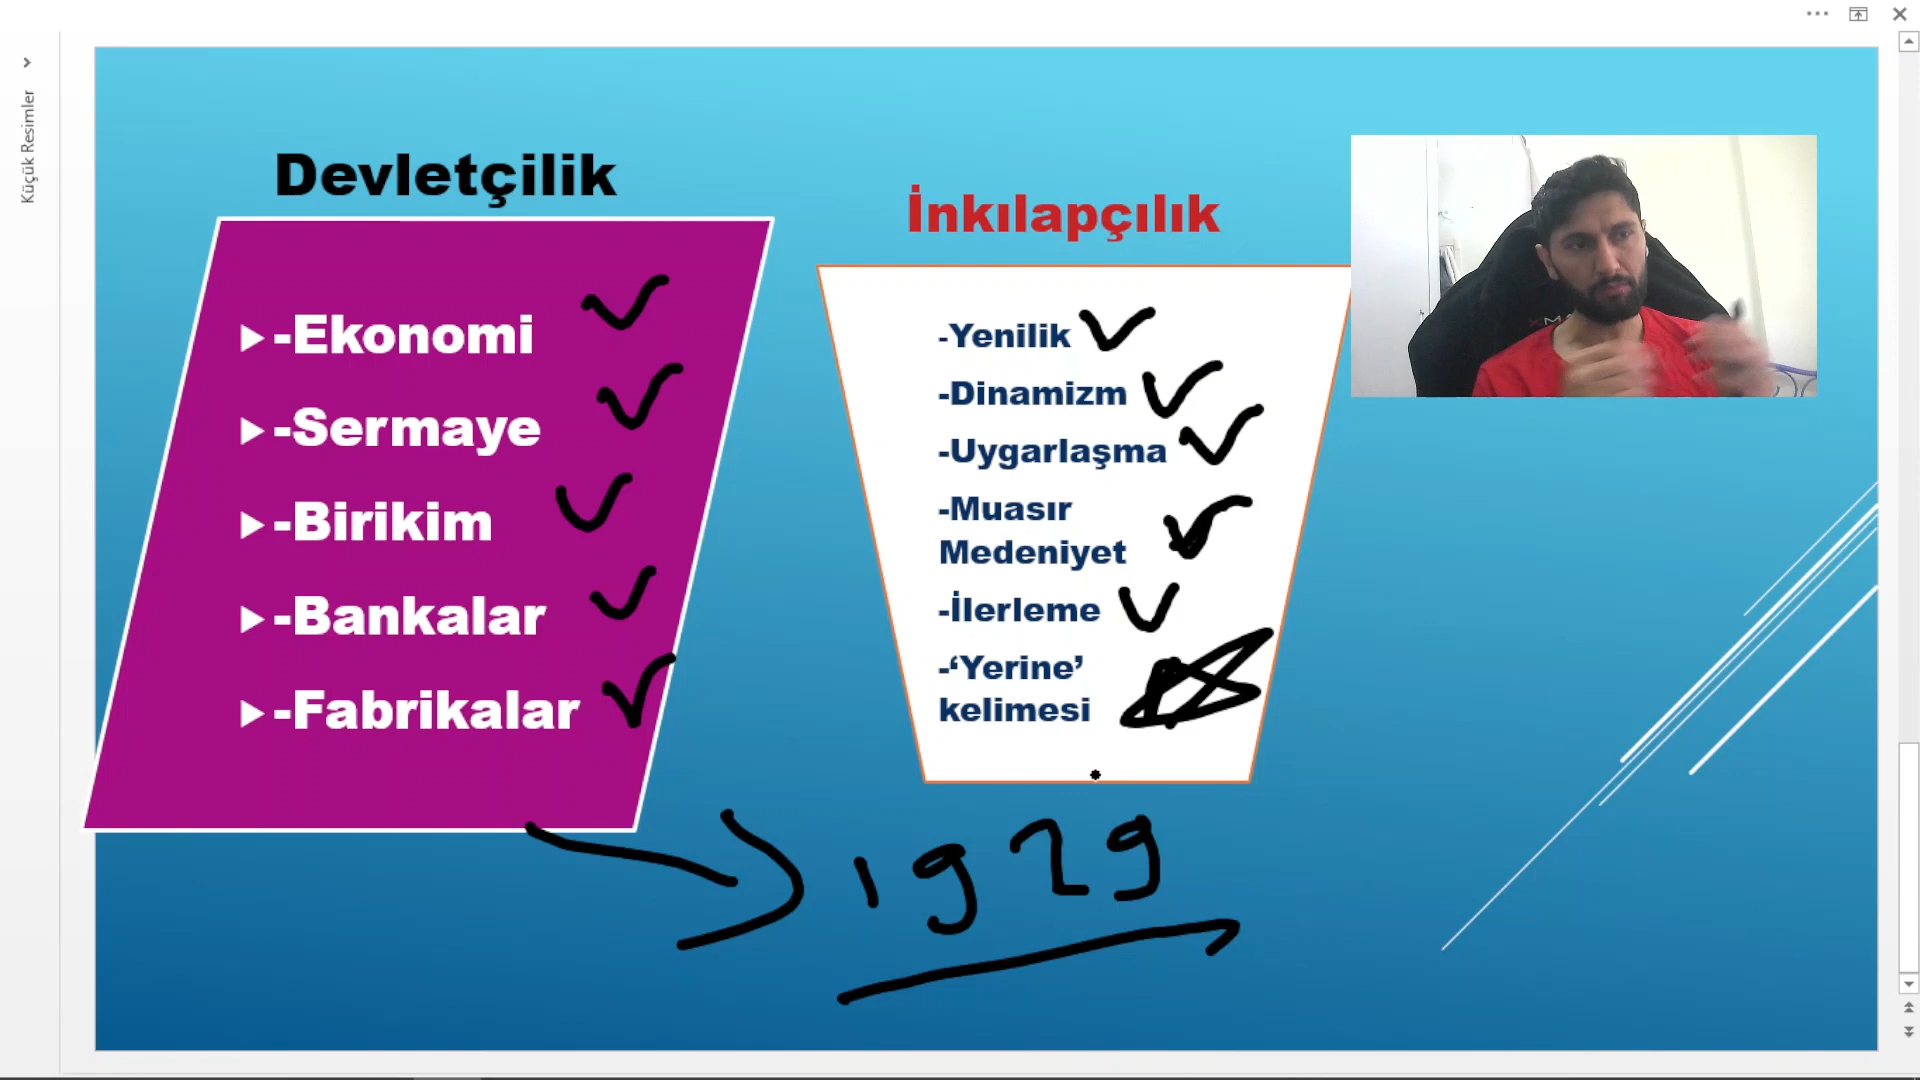 Küçük Resimler
Devletçilik
-Ekonomi
-Sermaye
-Birikim
-Bankalar
-Fabrikalar
İnkılapçılık
-Yenilik
-Dinamizm
-Uygarlaşma
-Muasır
Medeniyet
-İlerleme
-‘Yerine’
kelimesi
1929